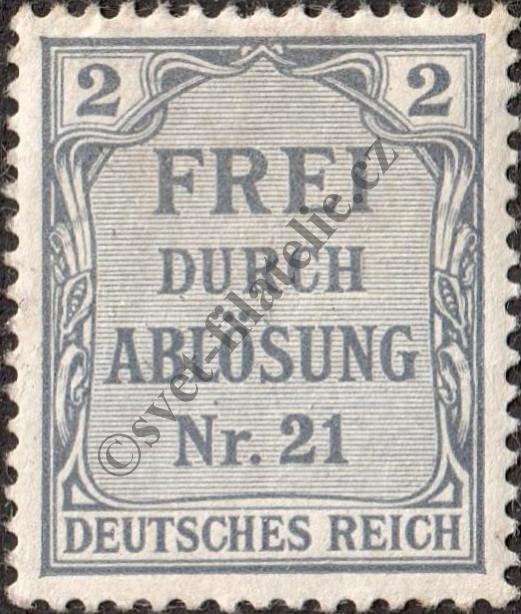 2 2
FREI
DURCH
ABLÖSUNG
Nr. 21
DEUTSCHES REICH
©svet-filatelie.cz